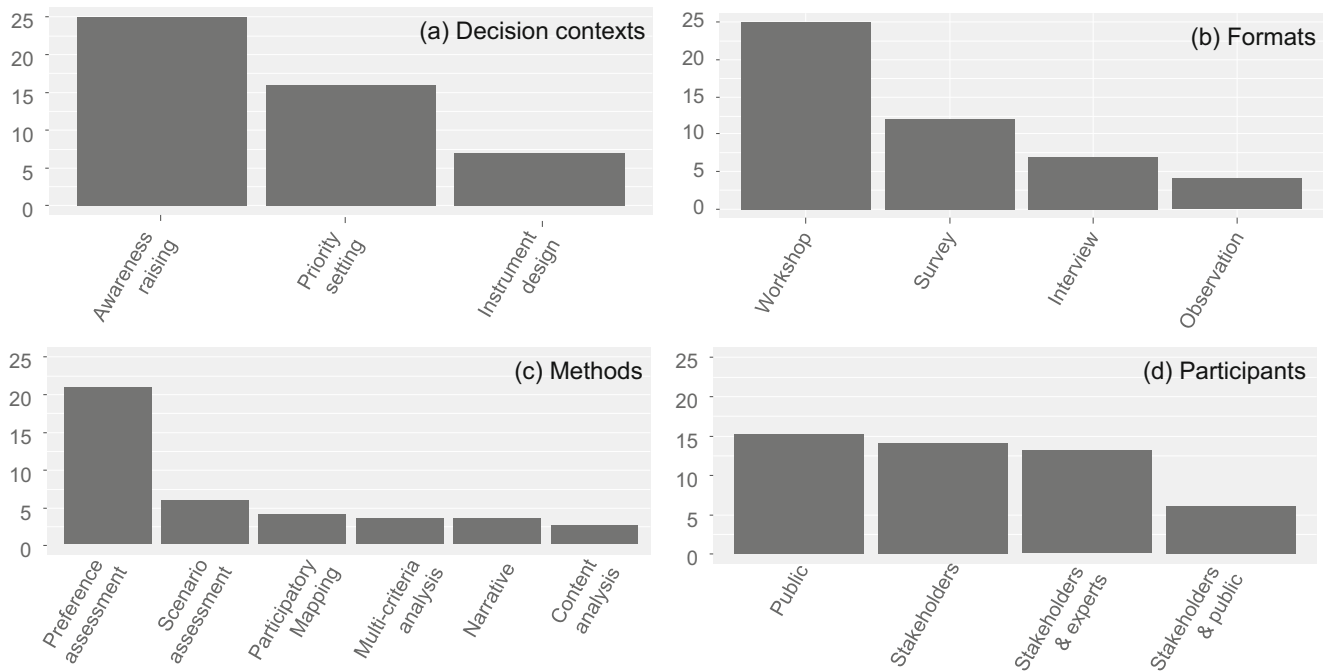 (a) Decision contexts
25
20
15
10
5
0
Awareness
raising
Priority
setting
Instrument
design
(b) Formats
25
20
15
10
5
0
Workshop
Survey
Interview
Observation
(c) Methods
25
20
15
10
5
0
Preference
assessment
Scenario
assessment
Participatory
Mapping
Multi-criteria
analysis
Narrative
Content
analysis
(d) Participants
25
20
15
10
5
0
Public
Stakeholders
Stakeholders
& experts
Stakeholders
& public